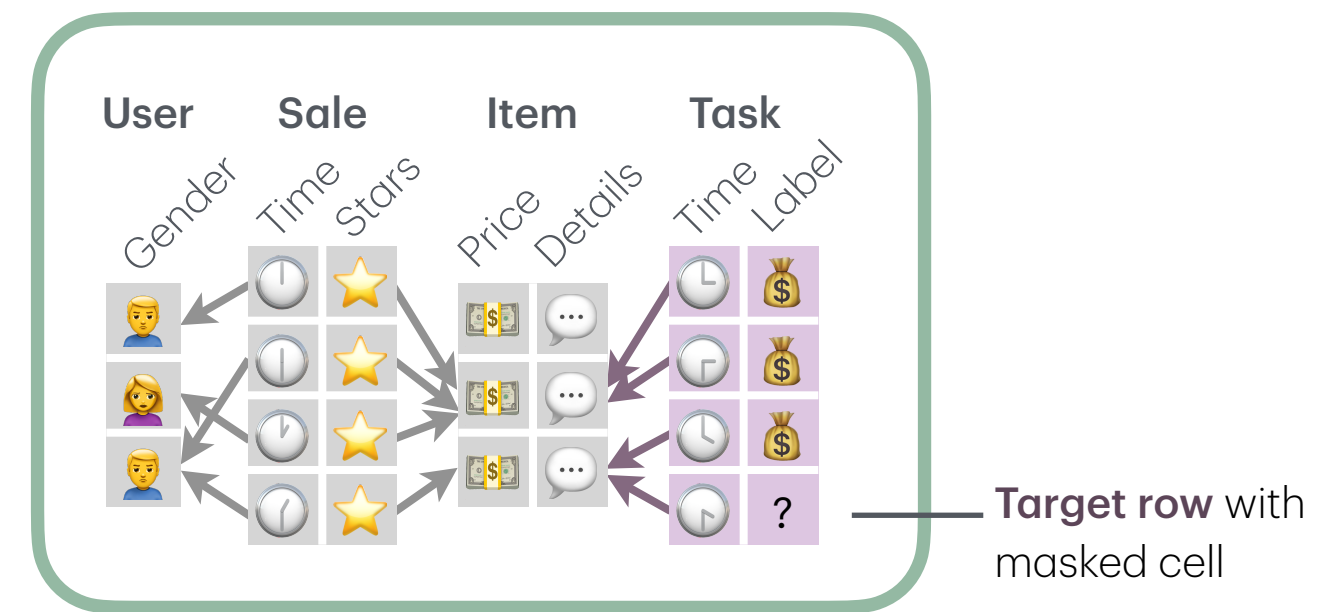 User Sale Item Task
Gender Time Stars Price Details Time Label
?
Target row with
masked cell